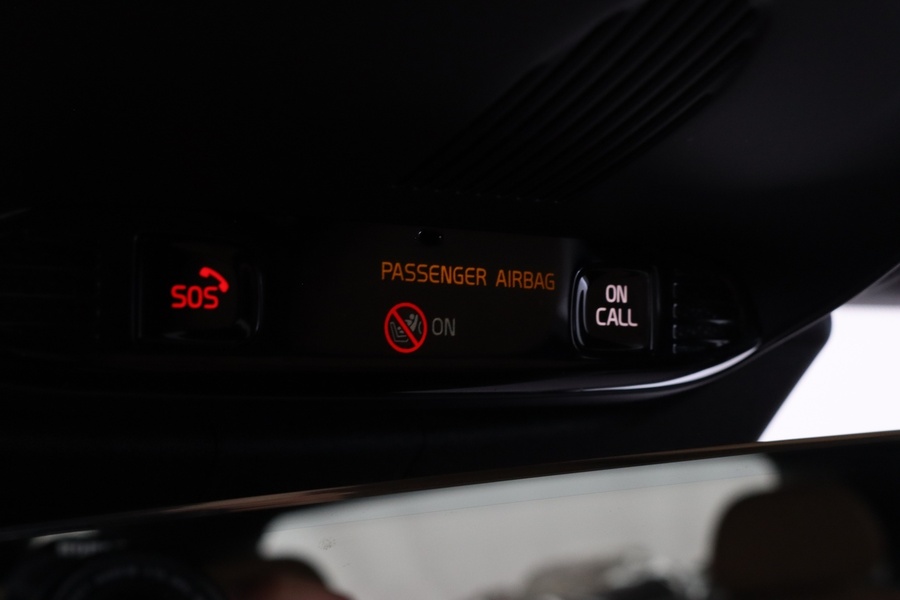 SOS
PASSENGER AIRBAG
ON
ON
CALL